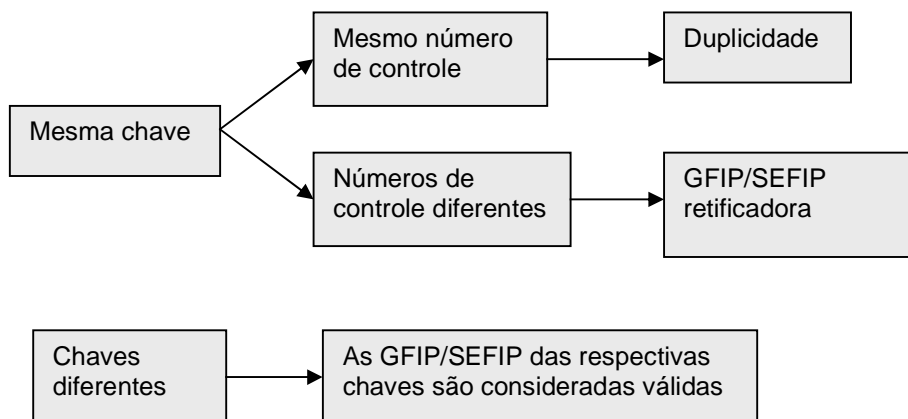 Mesmo número
de controle
Duplicidade
Mesma chave
Números de
controle diferentes
GFIP/SEFIP
retificadora
Chaves
diferentes
As GFIP/SEFIP das respectivas
chaves são consideradas válidas